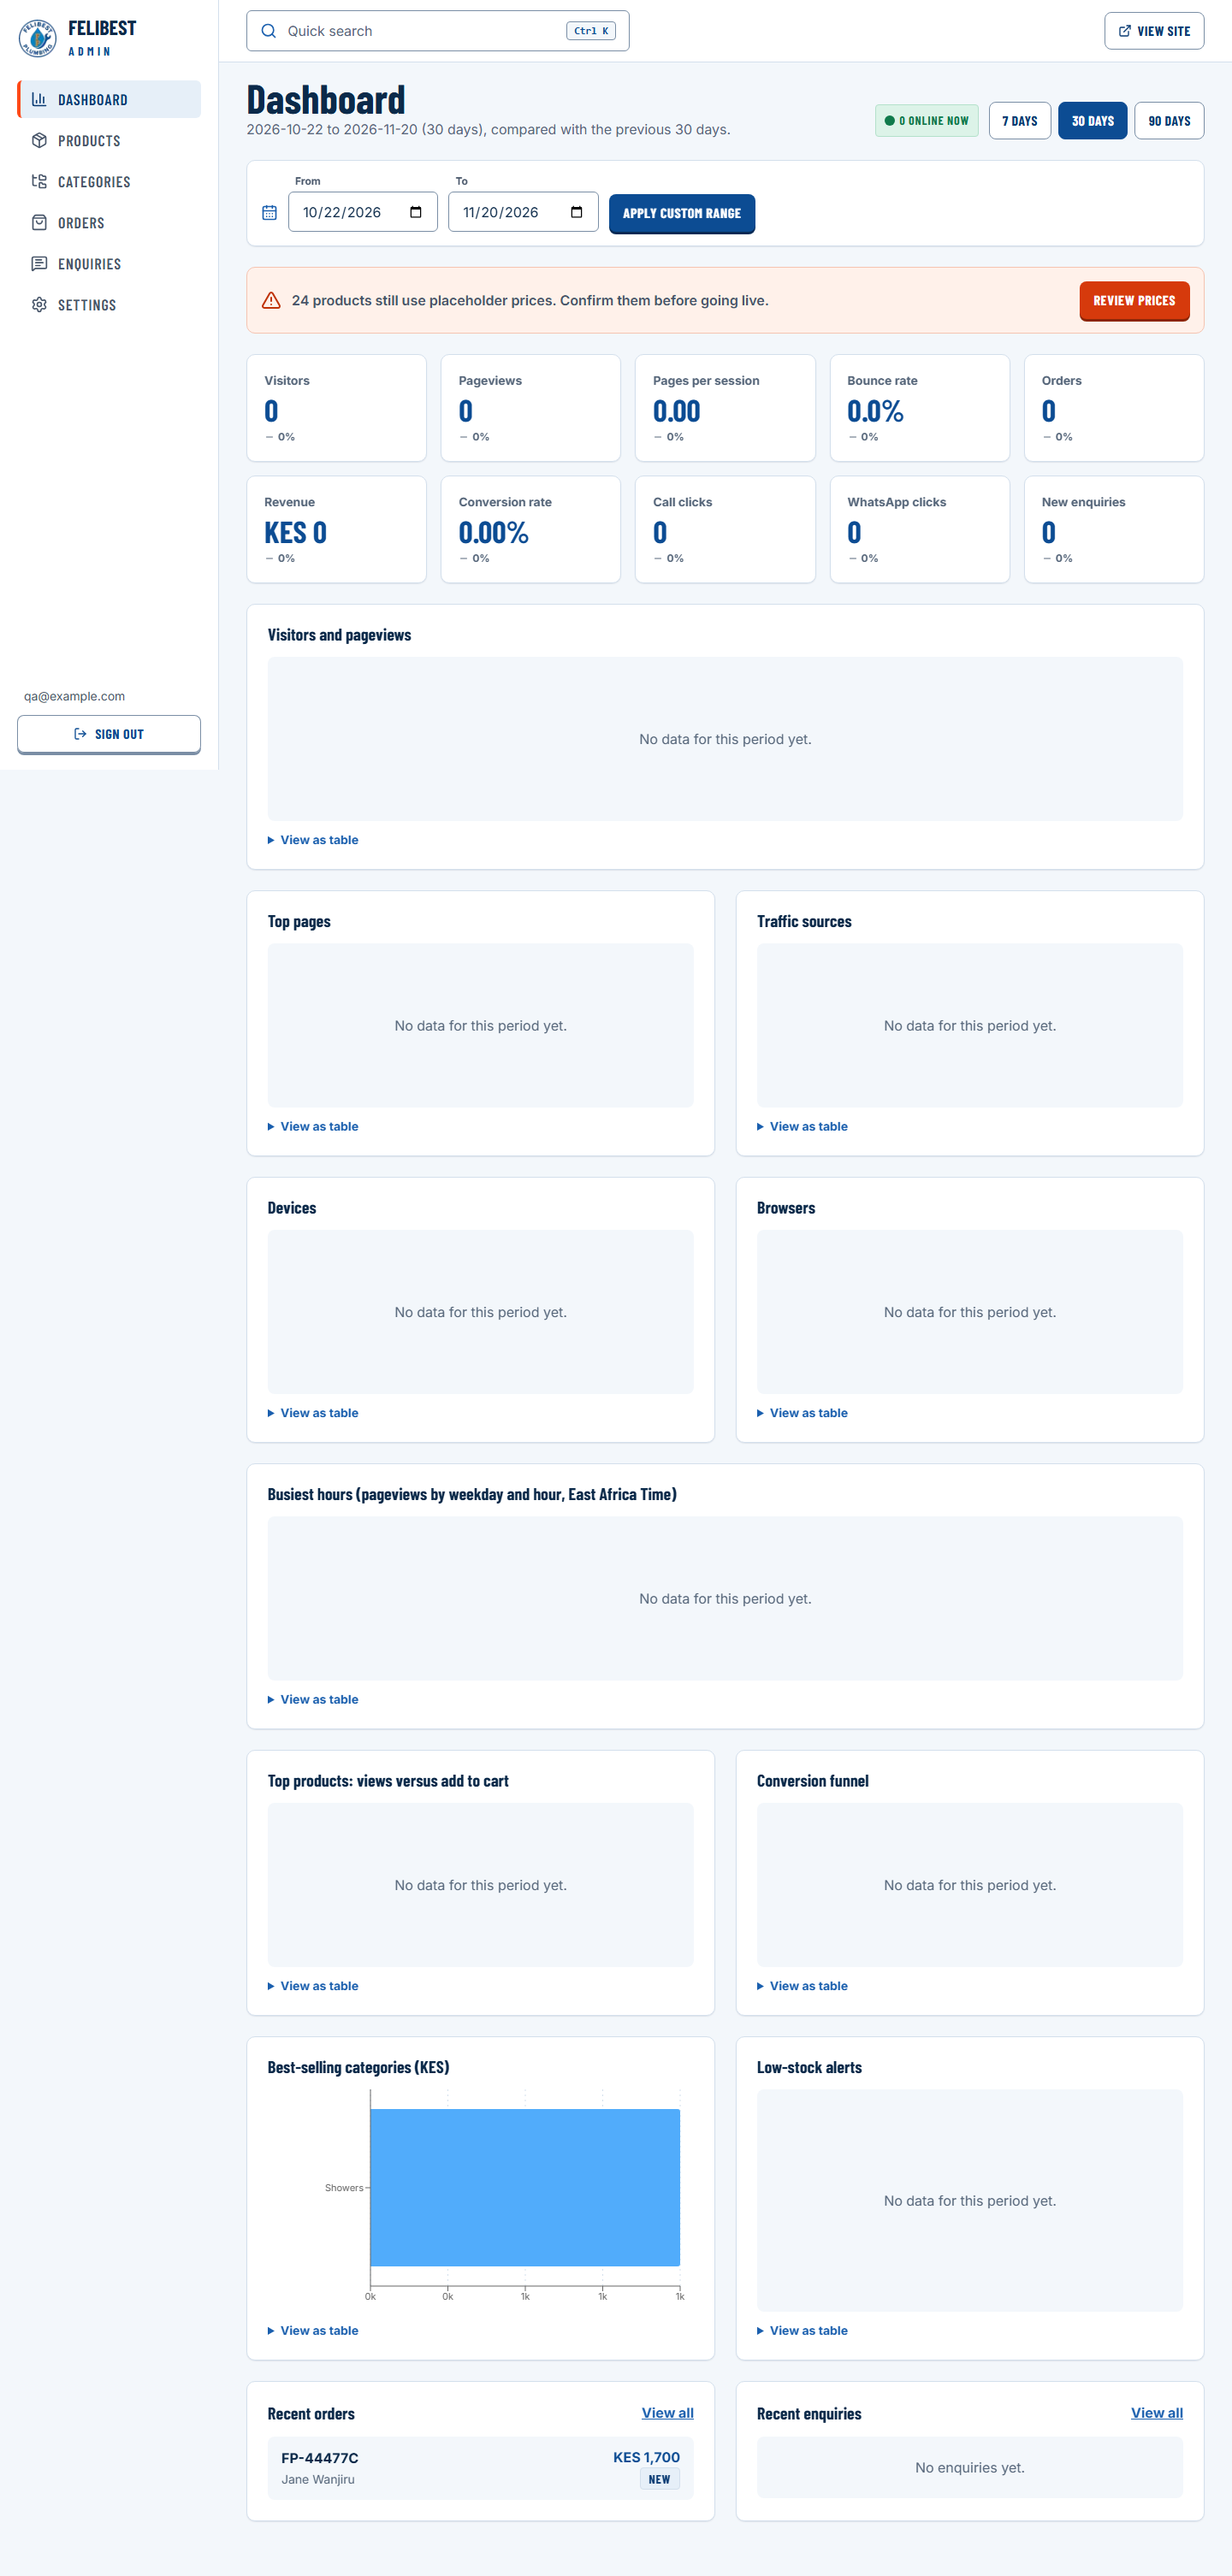 FELIBEST
ADMIN
FELIBEST PLUMBING
Quick search
Ctrl K
VIEW SITE
DASHBOARD
PRODUCTS
CATEGORIES
ORDERS
ENQUIRIES
SETTINGS
qa@example.com
SIGN OUT
Dashboard
2026-10-22 to 2026-11-20 (30 days), compared with the previous 30 days.
0 ONLINE NOW
7 DAYS
30 DAYS
90 DAYS
From
To
10/22/2026
11/20/2026
APPLY CUSTOM RANGE
24 products still use placeholder prices. Confirm them before going live.
REVIEW PRICES
Visitors
0
– 0%
Pageviews
0
– 0%
Pages per session
0.00
– 0%
Bounce rate
0.0%
– 0%
Orders
0
– 0%
Revenue
KES 0
– 0%
Conversion rate
0.00%
– 0%
Call clicks
0
– 0%
WhatsApp clicks
0
– 0%
New enquiries
0
– 0%
Visitors and pageviews
No data for this period yet.
View as table
Top pages
No data for this period yet.
View as table
Traffic sources
No data for this period yet.
View as table
Devices
No data for this period yet.
View as table
Browsers
No data for this period yet.
View as table
Busiest hours (pageviews by weekday and hour, East Africa Time)
No data for this period yet.
View as table
Top products: views versus add to cart
No data for this period yet.
View as table
Conversion funnel
No data for this period yet.
View as table
Best-selling categories (KES)
Showers
0k 0k 1k 1k 1k
View as table
Low-stock alerts
No data for this period yet.
View as table
Recent orders
View all
FP-44477C
KES 1,700
Jane Wanjiru
NEW
Recent enquiries
View all
No enquiries yet.